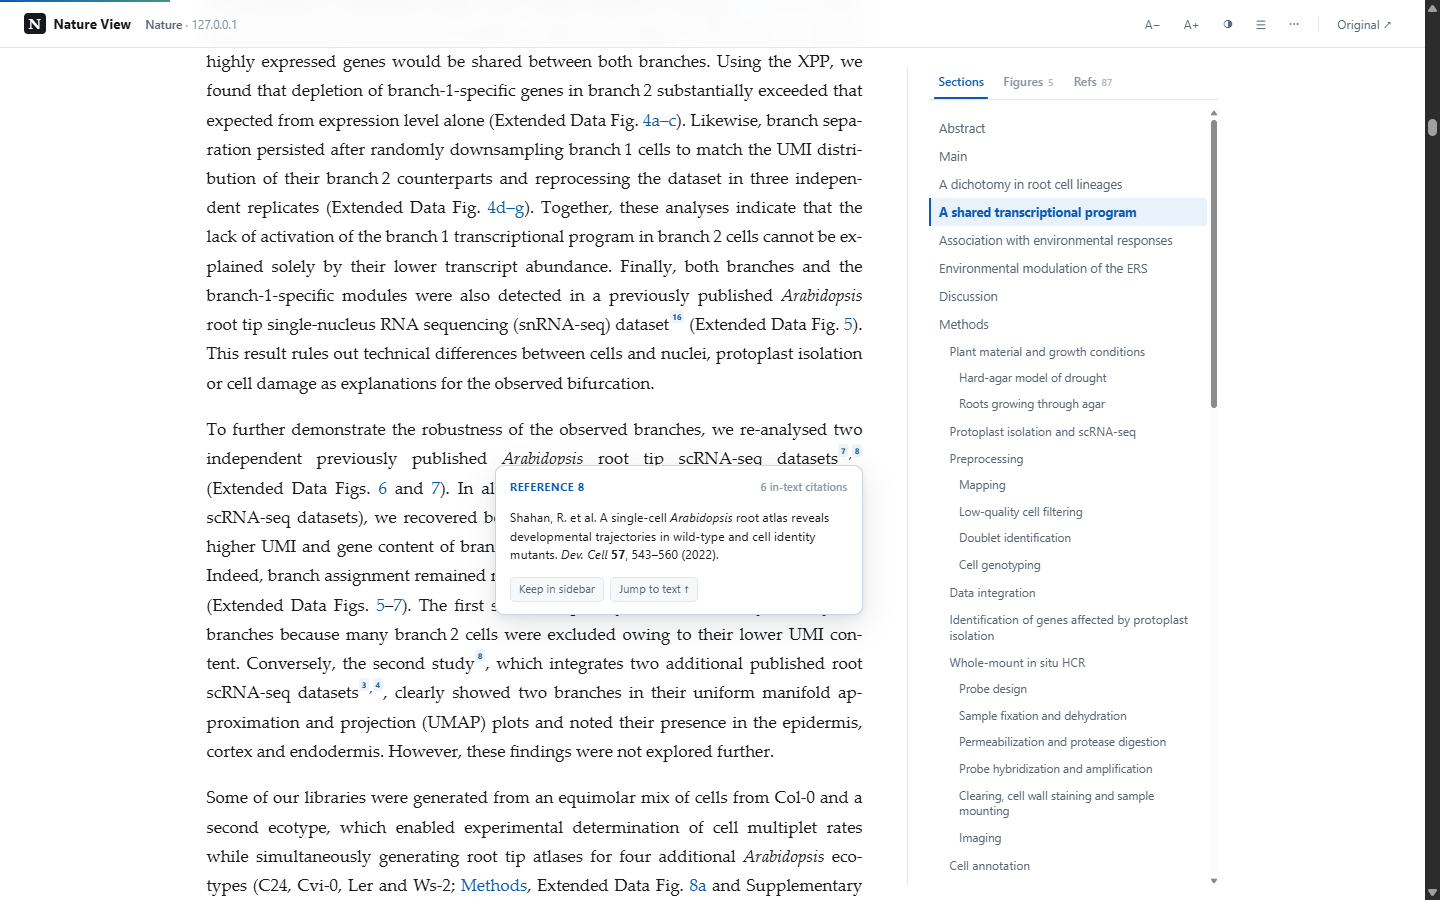 N Nature View Nature · 127.0.0.1 A− A+ Original ↗
highly expressed genes would be shared between both branches. Using the XPP, we
found that depletion of branch-1-specific genes in branch 2 substantially exceeded that
expected from expression level alone (Extended Data Fig. 4a–c). Likewise, branch sepa-
ration persisted after randomly downsampling branch 1 cells to match the UMI distri-
bution of their branch 2 counterparts and reprocessing the dataset in three indepen-
dent replicates (Extended Data Fig. 4d–g). Together, these analyses indicate that the
lack of activation of the branch 1 transcriptional program in branch 2 cells cannot be ex-
plained solely by their lower transcript abundance. Finally, both branches and the
branch-1-specific modules were also detected in a previously published Arabidopsis
root tip single-nucleus RNA sequencing (snRNA-seq) dataset16 (Extended Data Fig. 5).
This result rules out technical differences between cells and nuclei, protoplast isolation
or cell damage as explanations for the observed bifurcation.
To further demonstrate the robustness of the observed branches, we re-analysed two
independent previously published Arabidopsis root tip scRNA-seq datasets7,8
(Extended Data Figs. 6 and 7). In al
scRNA-seq datasets), we recovered
higher UMI and gene content of bran
Indeed, branch assignment remained
(Extended Data Figs. 5–7). The first
branches because many branch 2 cells were excluded owing to their lower UMI con-
tent. Conversely, the second study8, which integrates two additional published root
scRNA-seq datasets3,4, clearly showed two branches in their uniform manifold ap-
proximation and projection (UMAP) plots and noted their presence in the epidermis,
cortex and endodermis. However, these findings were not explored further.
Some of our libraries were generated from an equimolar mix of cells from Col-0 and a
second ecotype, which enabled experimental determination of cell multiplet rates
while simultaneously generating root tip atlases for four additional Arabidopsis eco-
types (C24, Cvi-0, Ler and Ws-2; Methods, Extended Data Fig. 8a and Supplementary
REFERENCE 8 6 in-text citations
Shahan, R. et al. A single-cell Arabidopsis root atlas reveals
developmental trajectories in wild-type and cell identity
mutants. Dev. Cell 57, 543–560 (2022).
Keep in sidebar Jump to text ↑
Sections Figures 5 Refs 87
Abstract
Main
A dichotomy in root cell lineages
A shared transcriptional program
Association with environmental responses
Environmental modulation of the ERS
Discussion
Methods
Plant material and growth conditions
Hard-agar model of drought
Roots growing through agar
Protoplast isolation and scRNA-seq
Preprocessing
Mapping
Low-quality cell filtering
Doublet identification
Cell genotyping
Data integration
Identification of genes affected by protoplast
isolation
Whole-mount in situ HCR
Probe design
Sample fixation and dehydration
Permeabilization and protease digestion
Probe hybridization and amplification
Clearing, cell wall staining and sample
mounting
Imaging
Cell annotation